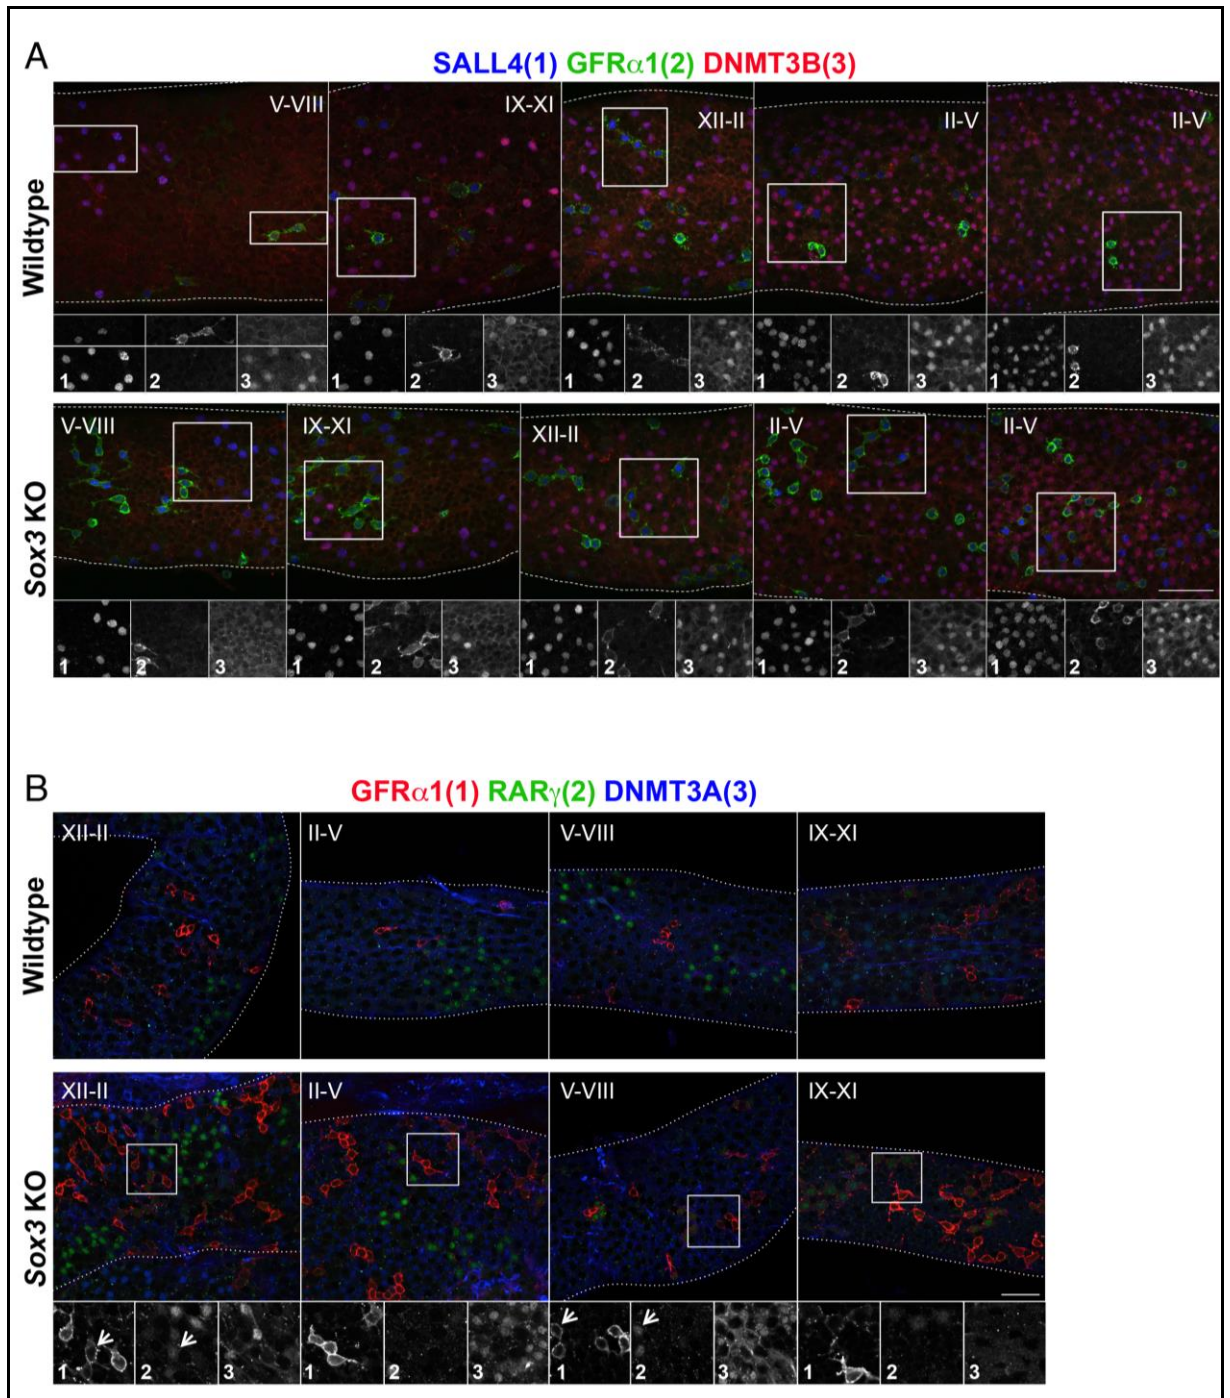 A
SALL4(1) GFRα1(2) DNMT3B(3)
Wildtype
V-VIII IX-XI XII-II II-V II-V
1 2 3 1 2 3 1 2 3 1 2 3 1 2 3
Sox3 KO
V-VIII IX-XI XII-II II-V II-V
1 2 3 1 2 3 1 2 3 1 2 3 1 2 3
B
GFRα1(1) RARγ(2) DNMT3A(3)
Wildtype
XII-II II-V V-VIII IX-XI
Sox3 KO
XII-II II-V V-VIII IX-XI
1 2 3 1 2 3 1 2 3 1 2 3